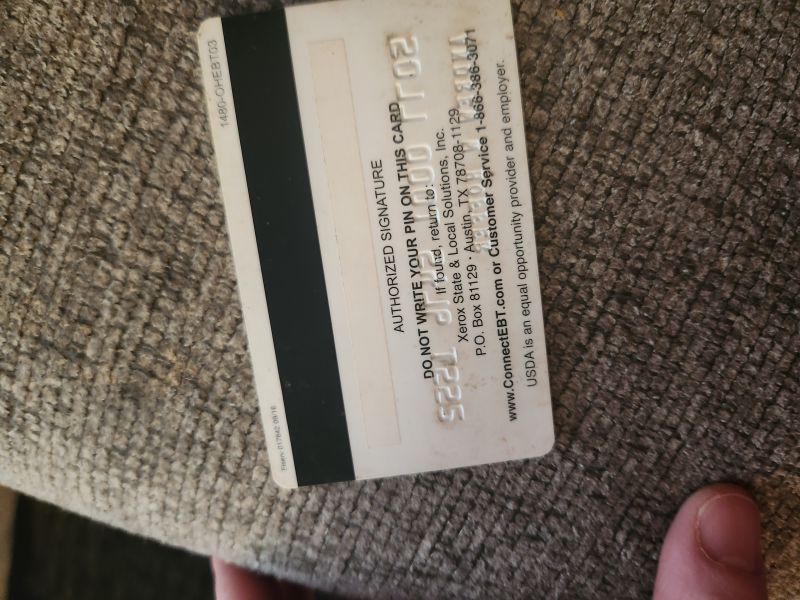 1480-OHEBT03
AUTHORIZED SIGNATURE
DO NOT WRITE YOUR PIN ON THIS CARD
If found, return to:
Xerox State & Local Solutions, Inc.
P.O. Box 81129 · Austin, TX 78708-1129
www.ConnectEBT.com or Customer Service 1-866-386-3071
USDA is an equal opportunity provider and employer.